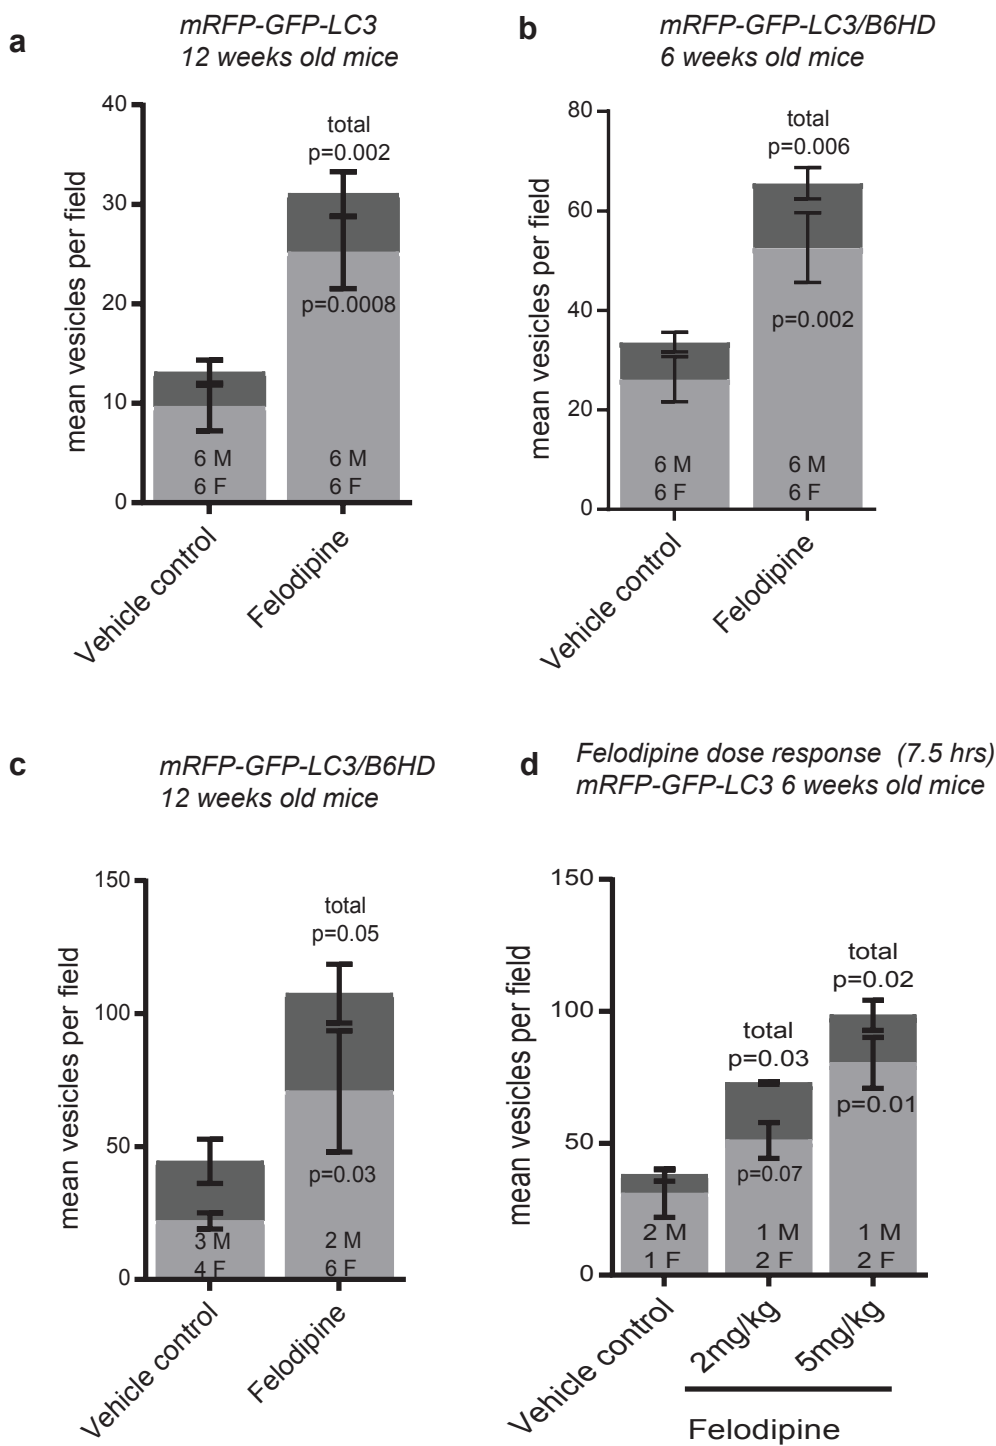 a
mRFP-GFP-LC3
12 weeks old mice
mean vesicles per field
40
30
20
10
0
total
p=0.002
p=0.0008
6 M
6 F
6 M
6 F
Vehicle control
Felodipine
b
mRFP-GFP-LC3/B6HD
6 weeks old mice
mean vesicles per field
80
60
40
20
0
total
p=0.006
p=0.002
6 M
6 F
6 M
6 F
Vehicle control
Felodipine
c
mRFP-GFP-LC3/B6HD
12 weeks old mice
mean vesicles per field
150
100
50
0
total
p=0.05
p=0.03
3 M
4 F
2 M
6 F
Vehicle control
Felodipine
d
Felodipine dose response (7.5 hrs)
mRFP-GFP-LC3 6 weeks old mice
mean vesicles per field
150
100
50
0
total
p=0.03
p=0.07
total
p=0.02
p=0.01
2 M
1 F
1 M
2 F
1 M
2 F
Vehicle control
2mg/kg
5mg/kg
Felodipine